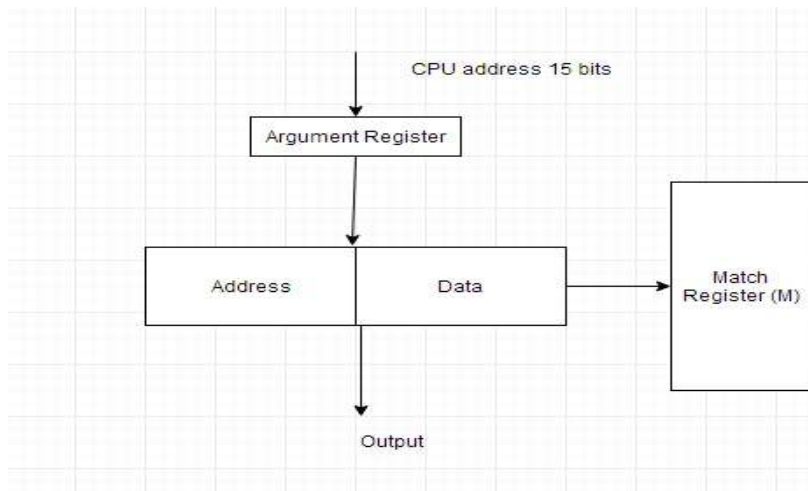 CPU address 15 bits
Argument Register
Address
Data
Match
Register (M)
Output